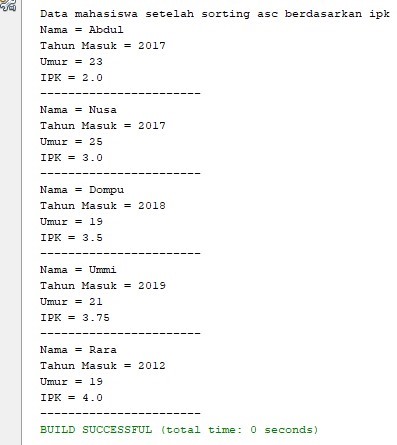 Data mahasiswa setelah sorting asc berdasarkan ipk
Nama = Abdul
Tahun Masuk = 2017
Umur = 23
IPK = 2.0
-----------------------
Nama = Nusa
Tahun Masuk = 2017
Umur = 25
IPK = 3.0
-----------------------
Nama = Dompu
Tahun Masuk = 2018
Umur = 19
IPK = 3.5
-----------------------
Nama = Ummi
Tahun Masuk = 2019
Umur = 21
IPK = 3.75
-----------------------
Nama = Rara
Tahun Masuk = 2012
Umur = 19
IPK = 4.0
-----------------------
BUILD SUCCESSFUL (total time: 0 seconds)